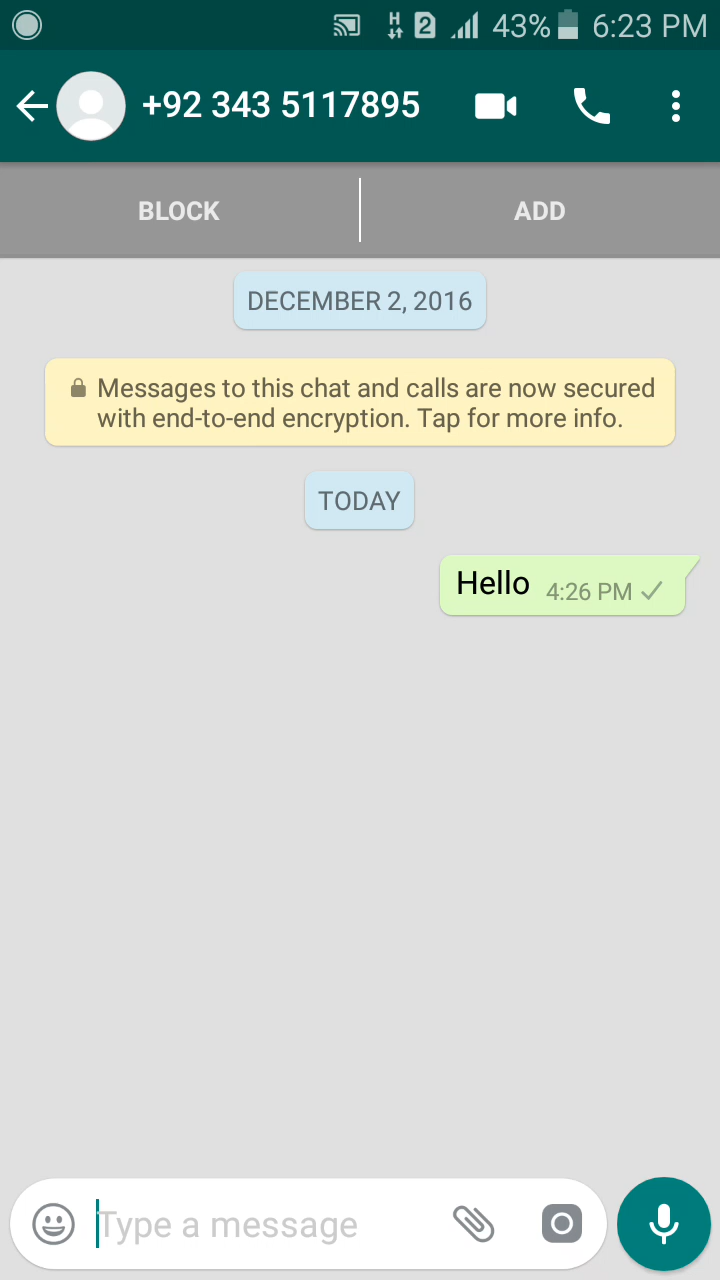 H 2 43% 6:23 PM
+92 343 5117895
BLOCK ADD
DECEMBER 2, 2016
Messages to this chat and calls are now secured
with end-to-end encryption. Tap for more info.
TODAY
Hello 4:26 PM
Type a message